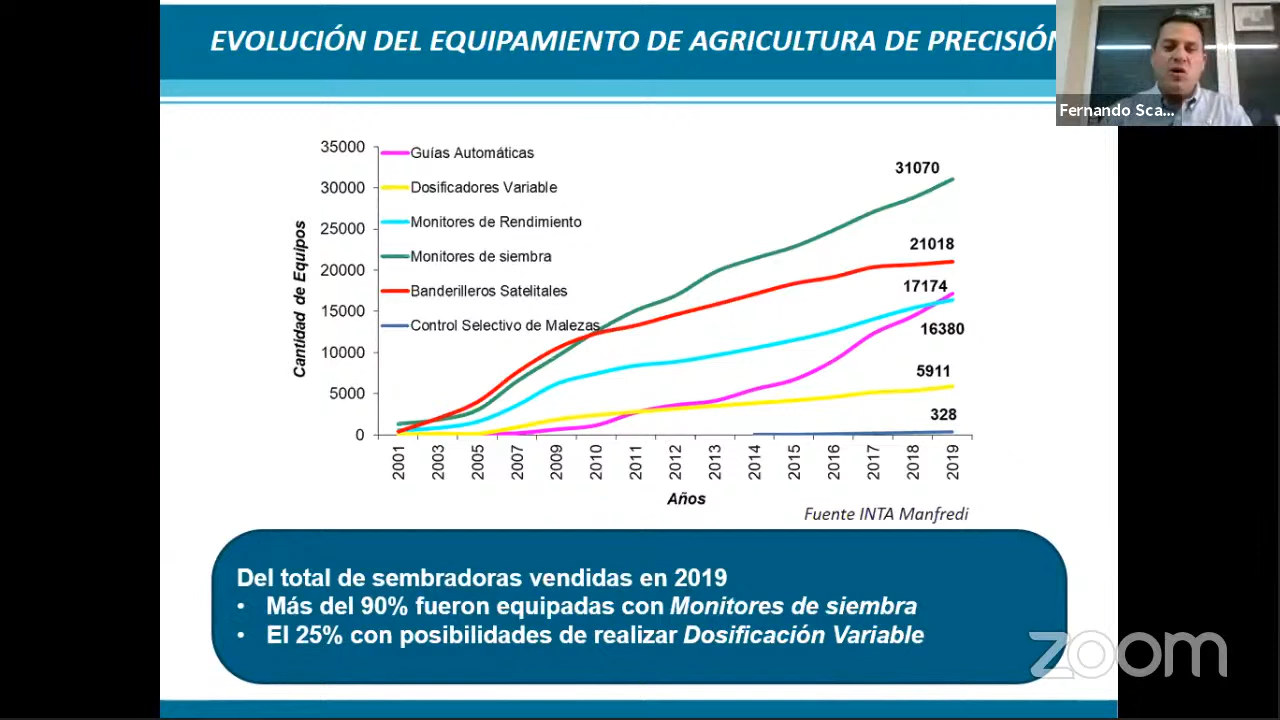 EVOLUCIÓN DEL EQUIPAMIENTO DE AGRICULTURA DE PRECISIÓN
Fernando Sca...
35000
30000
25000
20000
15000
10000
5000
0
Cantidad de Equipos
Guías Automáticas
Dosificadores Variable
Monitores de Rendimiento
Monitores de siembra
Banderilleros Satelitales
Control Selectivo de Malezas
31070
21018
17174
16380
5911
328
2001
2003
2005
2007
2009
2010
2011
2012
2013
2014
2015
2016
2017
2018
2019
Años
Fuente INTA Manfredi
Del total de sembradoras vendidas en 2019
• Más del 90% fueron equipadas con Monitores de siembra
• El 25% con posibilidades de realizar Dosificación Variable
zoom